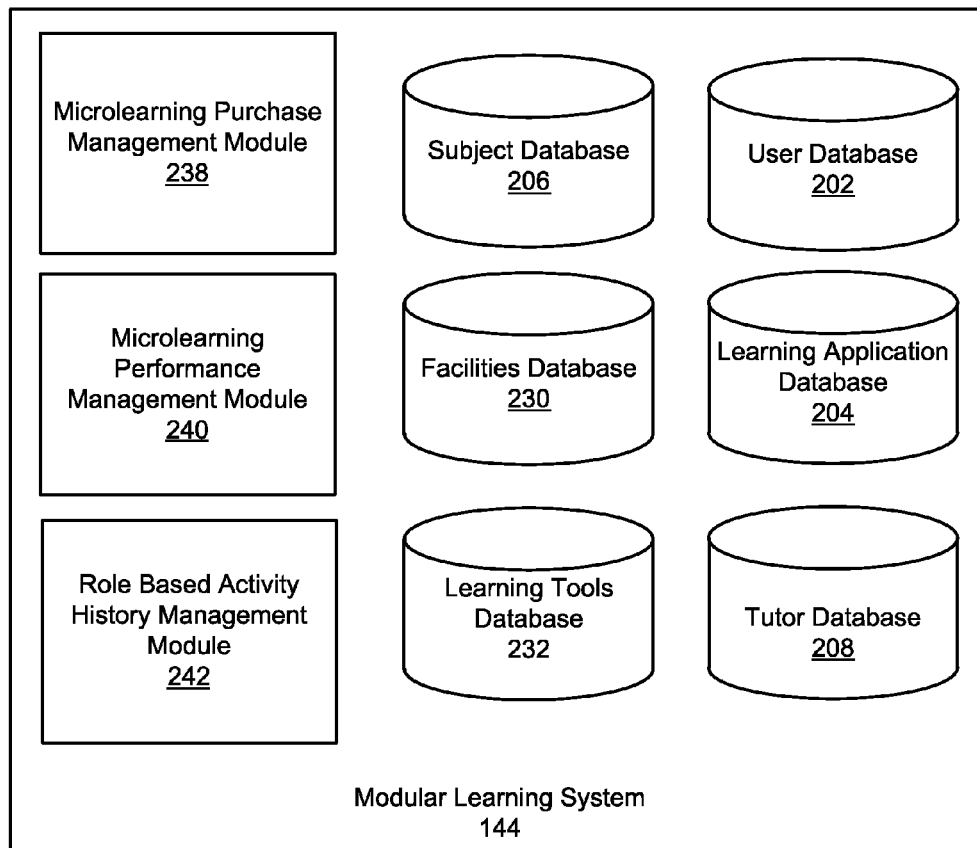 Microlearning Purchase
Management Module
238
Subject Database
206
User Database
202
Microlearning
Performance
Management Module
240
Facilities Database
230
Learning Application
Database
204
Role Based Activity
History Management
Module
242
Learning Tools
Database
232
Tutor Database
208
Modular Learning System
144